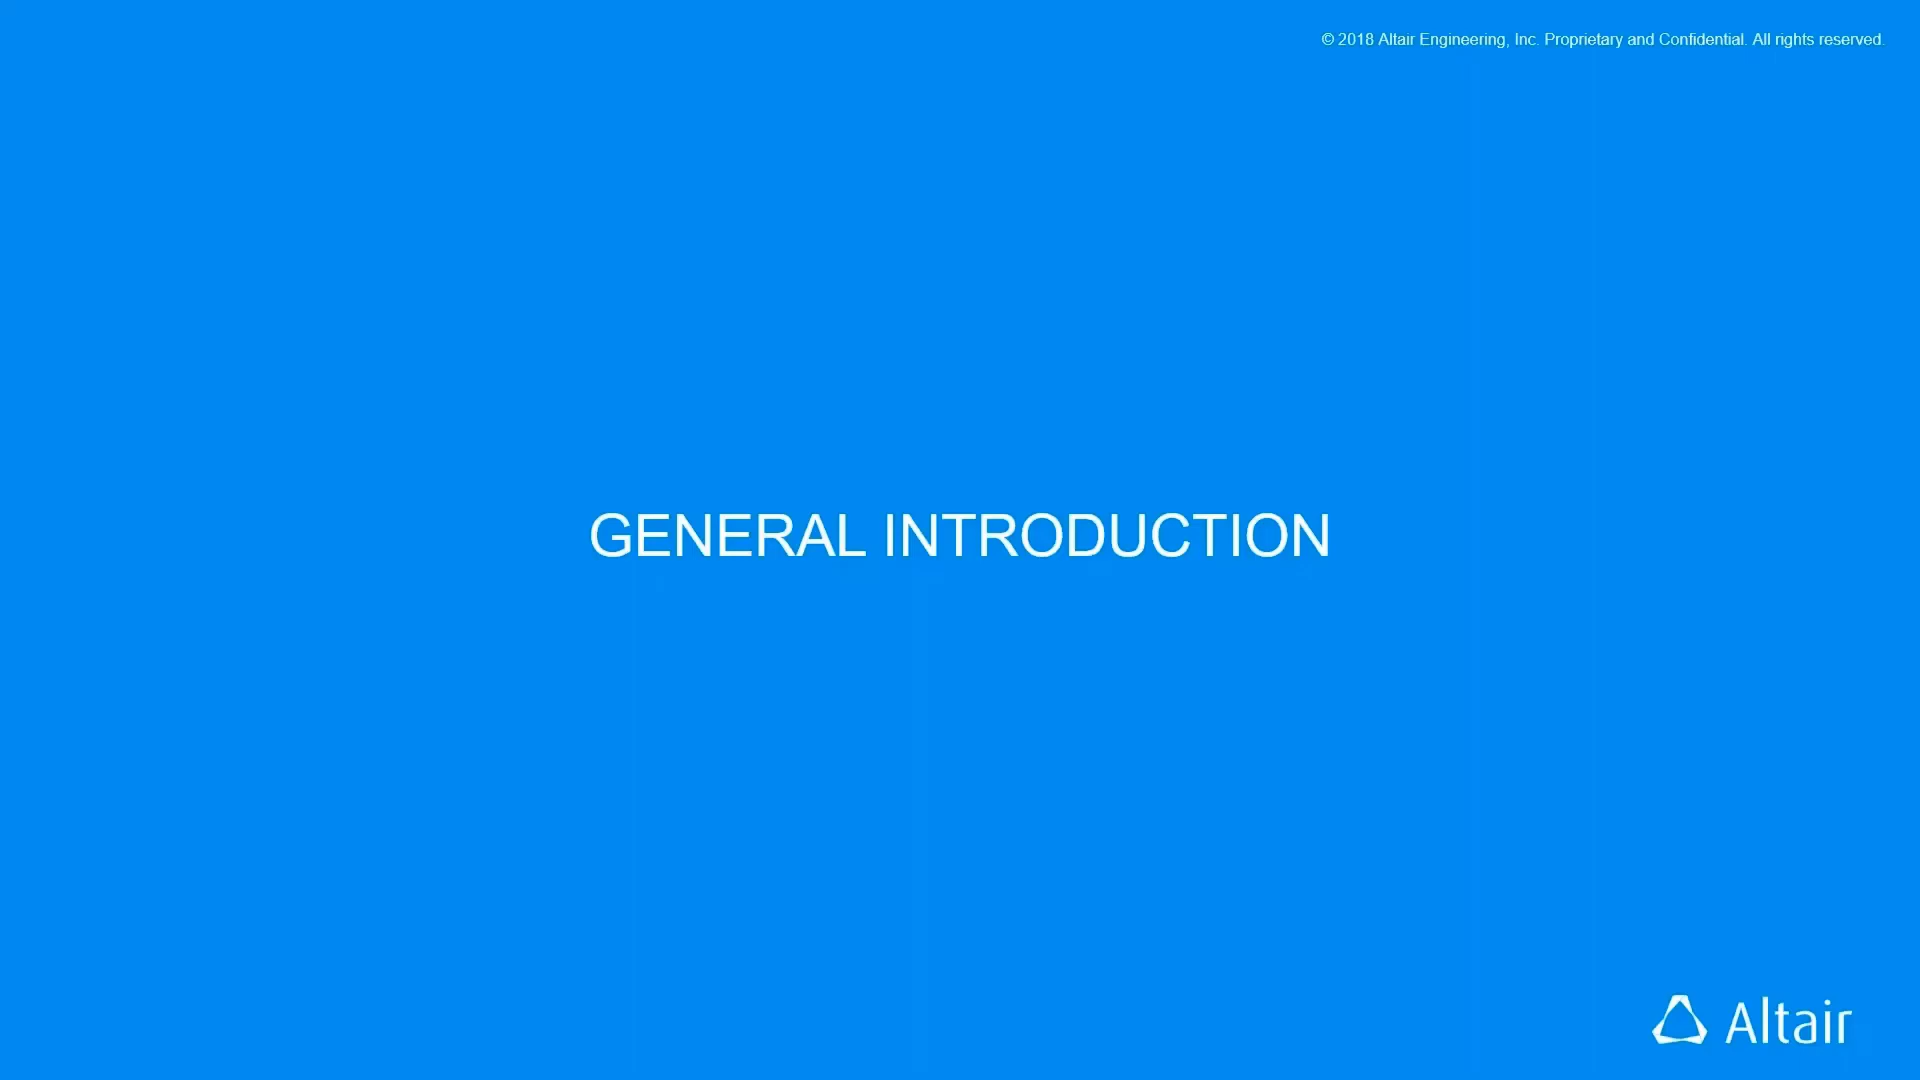 © 2018 Altair Engineering, Inc. Proprietary and Confidential. All rights reserved.
GENERAL INTRODUCTION
Altair